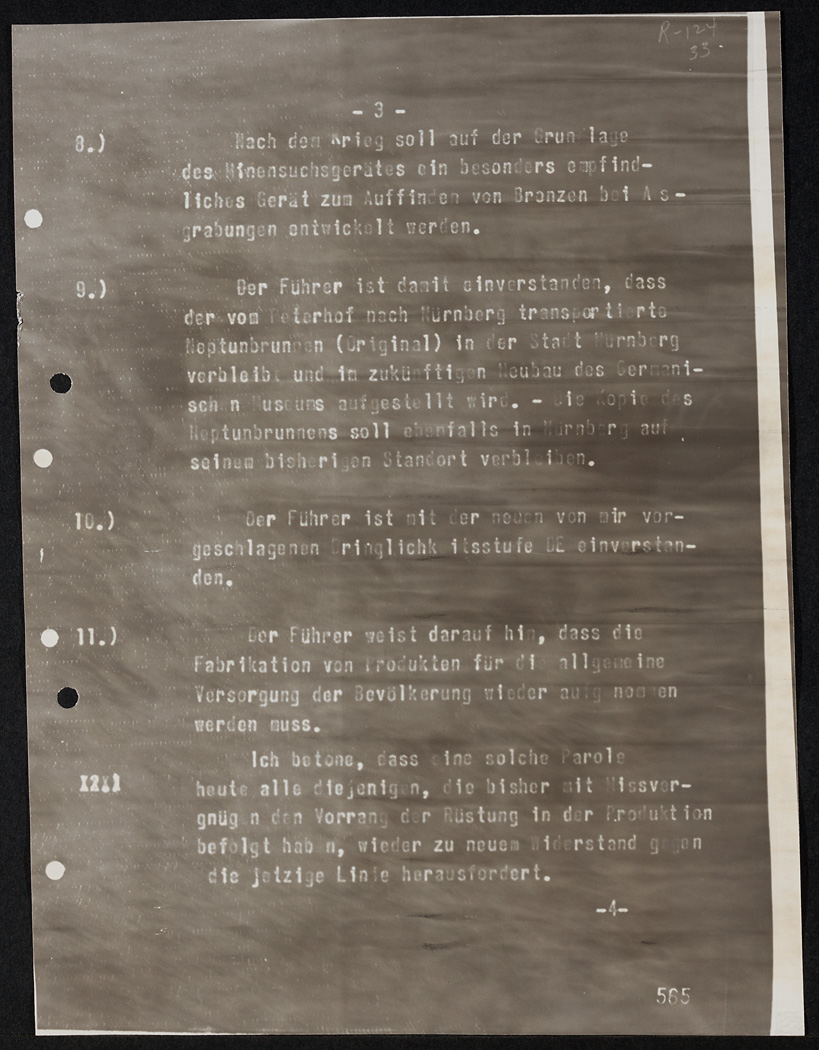 R-124
33
- 3 -
8.) Nach dem Krieg soll auf der Grundlage
des Minensuchsgerätes ein besonders empfind-
liches Gerät zum Auffinden von Bronzen bei Aus-
grabungen entwickelt werden.
9.) Der Führer ist damit einverstanden, dass
der vom Peterhof nach Nürnberg transportierte
Neptunbrunnen (Original) in der Stadt Nürnberg
verbleibt und im zukünftigen Neubau des Germani-
schen Museums aufgestellt wird. - Die Kopie des
Neptunbrunnens soll ebenfalls in Nürnberg auf
seinem bisherigen Standort verbleiben.
10.) Der Führer ist mit der neuen von mir vor-
geschlagenen Dringlichkeitsstufe DE einverstan-
den.
11.) Der Führer weist darauf hin, dass die
Fabrikation von Produkten für die allgemeine
Versorgung der Bevölkerung wieder aufgenommen
werden muss.
Ich betone, dass eine solche Parole
heute alle diejenigen, die bisher mit Missver-
gnügen den Vorrang der Rüstung in der Produktion
befolgt haben, wieder zu neuem Widerstand gegen
die jetzige Linie herausfordert.
-4-
565